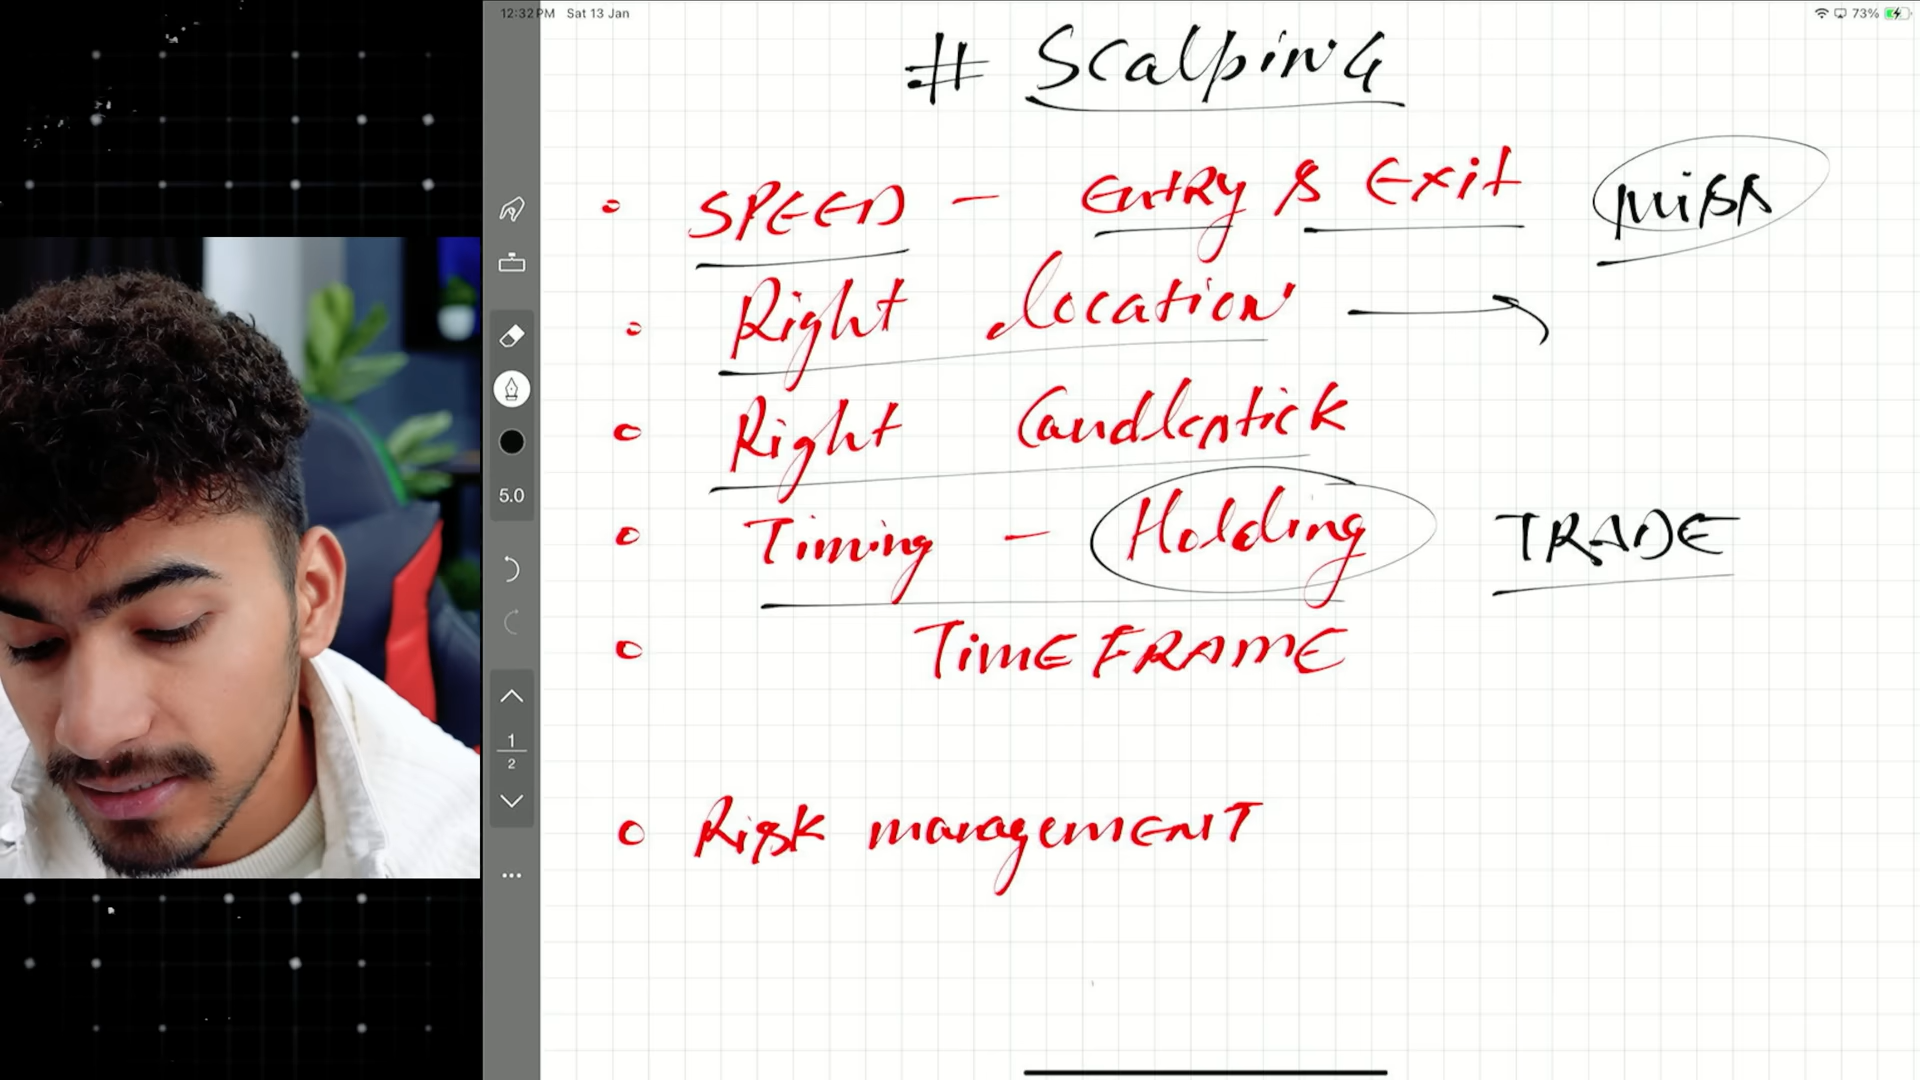 12:32 PM Sat 13 Jan 73%
# Scalping
SPEED - Entry & Exit miss
Right location
Right Candlestick
Timing - Holding TRADE
TIME FRAME
Risk management
5.0
1
2